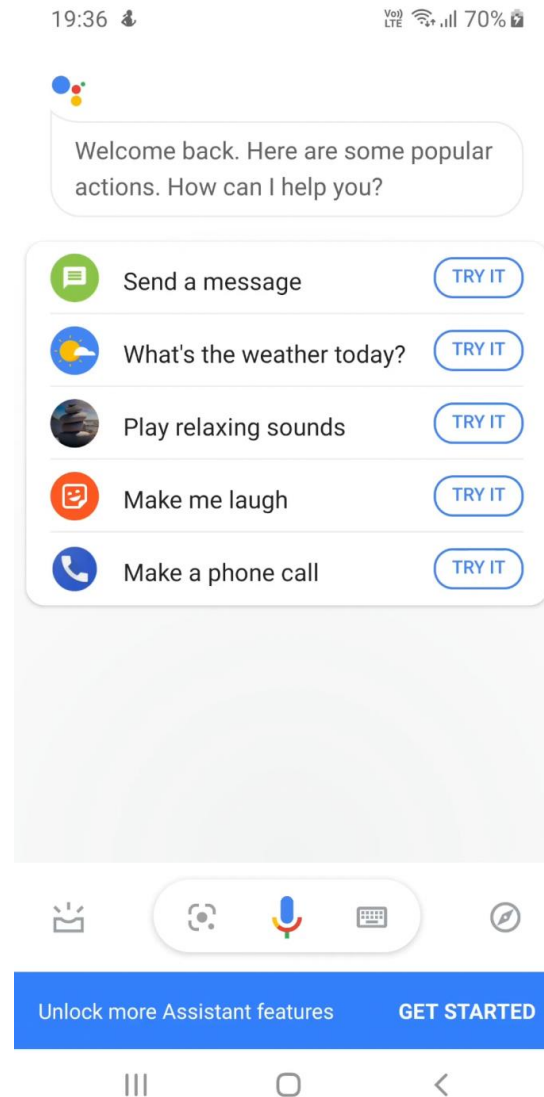 19:36
Vo))
LTE
70%
Welcome back. Here are some popular
actions. How can I help you?
Send a message
TRY IT
What's the weather today?
TRY IT
Play relaxing sounds
TRY IT
Make me laugh
TRY IT
Make a phone call
TRY IT
Unlock more Assistant features
GET STARTED